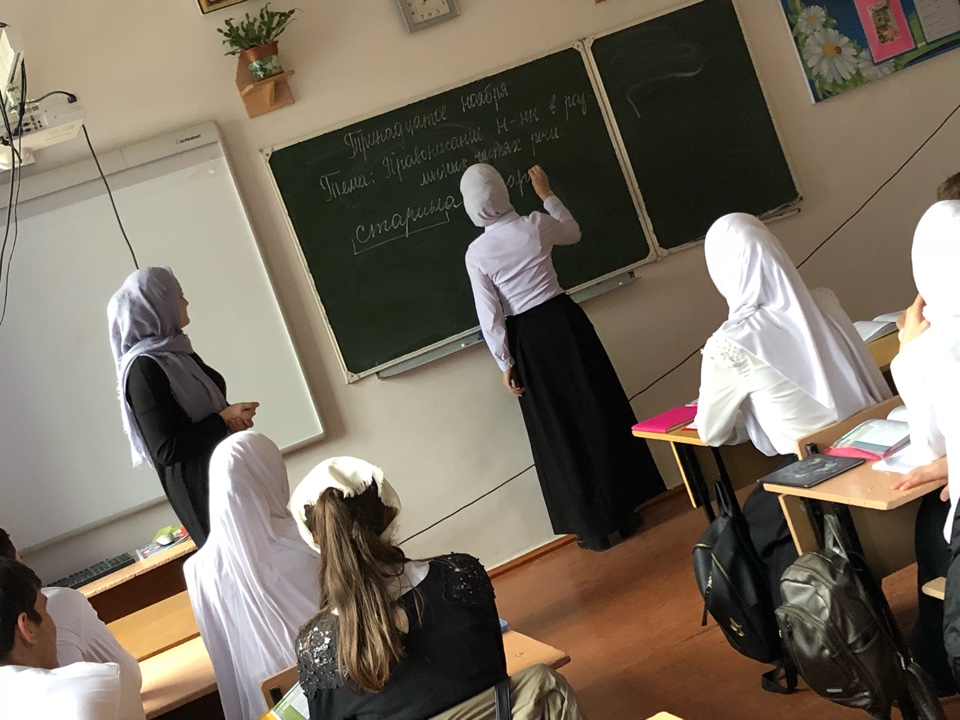 Тринадцатое ноября
Тема: Правописание н-нн в раз
личных частях речи
старина